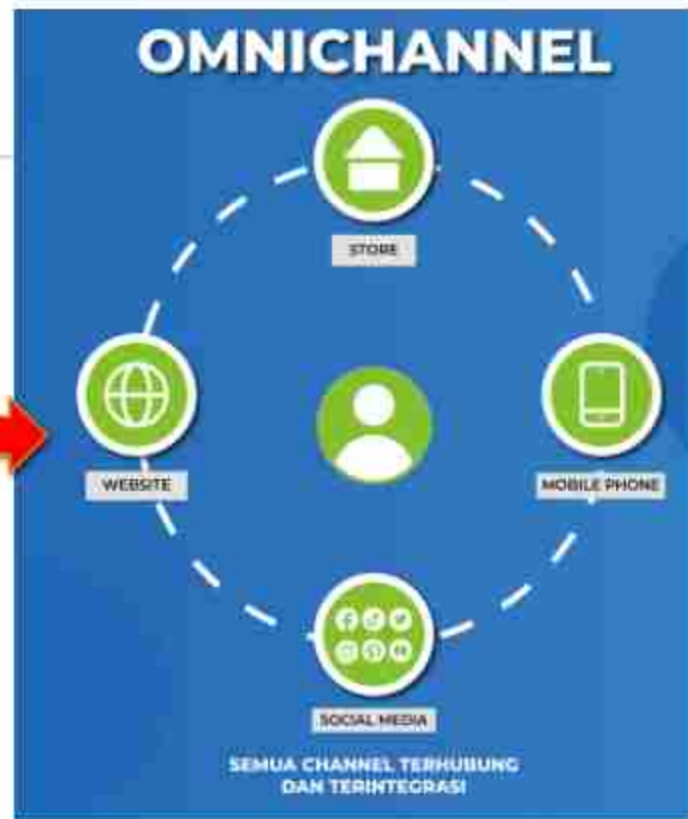 OMNICHANNEL
STORE
WEBSITE
MOBILE PHONE
SOCIAL MEDIA
SEMUA CHANNEL TERHUBUNG
DAN TERINTEGRASI